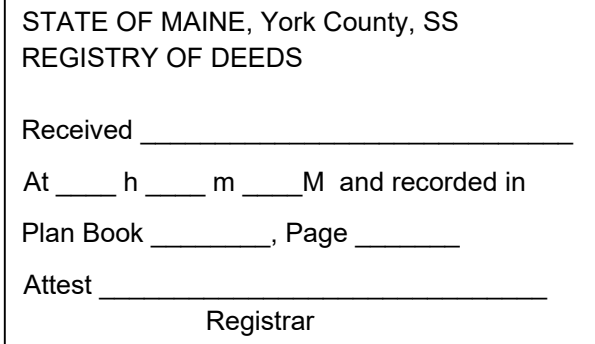 STATE OF MAINE, York County, SS
REGISTRY OF DEEDS
Received _____________________________
At ____ h ____ m ____M and recorded in
Plan Book ________, Page _______
Attest ______________________________
Registrar